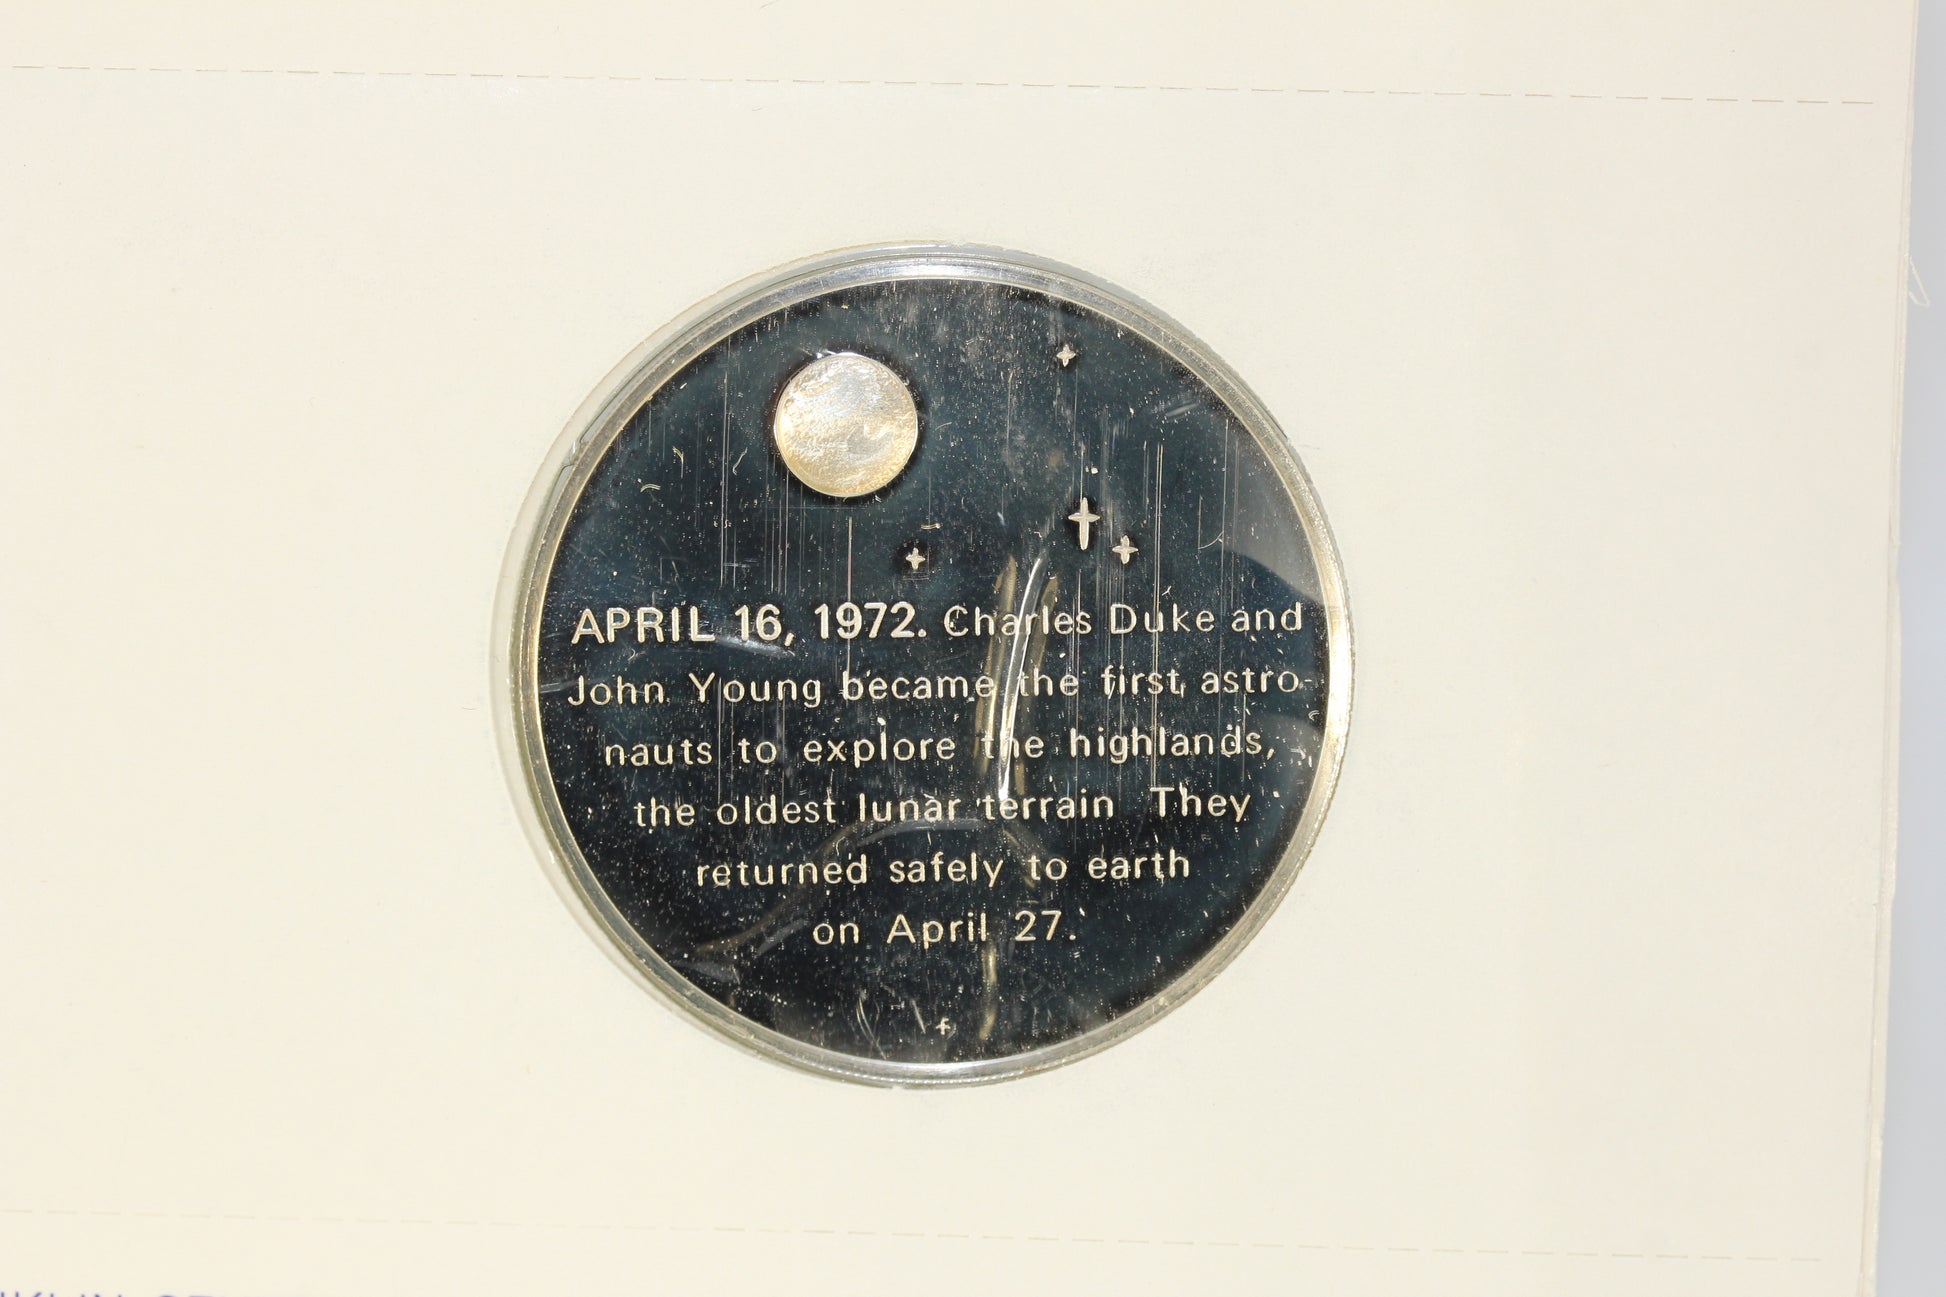 APRIL 16, 1972. Charles Duke and
John Young became the first astro-
nauts to explore the highlands,
the oldest lunar terrain They
returned safely to earth
on April 27.
f